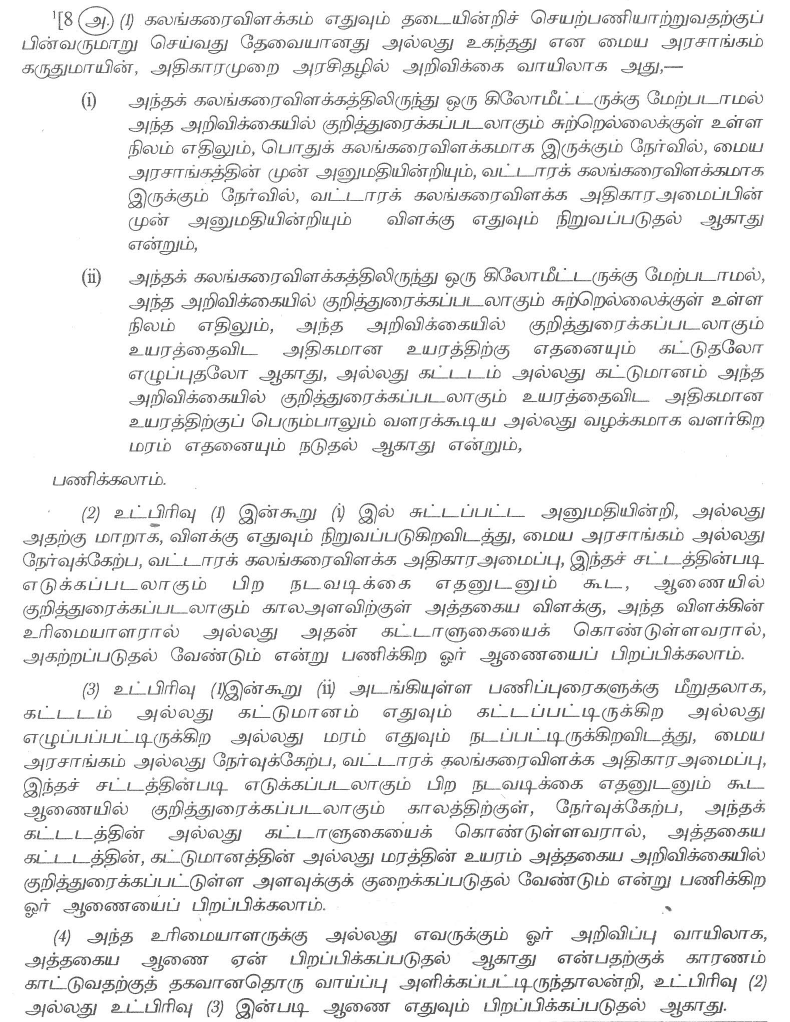 ¹[8 அ. (1) கலங்கரைவிளக்கம் எதுவும் தடையின்றிச் செயற்பணியாற்றுவதற்குப்
பின்வருமாறு செய்வது தேவையானது அல்லது உகந்தது என மைய அரசாங்கம்
கருதுமாயின், அதிகாரமுறை அரசிதழில் அறிவிக்கை வாயிலாக அது,—
(i) அந்தக் கலங்கரைவிளக்கத்திலிருந்து ஒரு கிலோமீட்டருக்கு மேற்படாமல்
அந்த அறிவிக்கையில் குறித்துரைக்கப்படலாகும் சுற்றெல்லைக்குள் உள்ள
நிலம் எதிலும், பொதுக் கலங்கரைவிளக்கமாக இருக்கும் நேர்வில், மைய
அரசாங்கத்தின் முன் அனுமதியின்றியும், வட்டாரக் கலங்கரைவிளக்கமாக
இருக்கும் நேர்வில், வட்டாரக் கலங்கரைவிளக்க அதிகாரஅமைப்பின்
முன் அனுமதியின்றியும் விளக்கு எதுவும் நிறுவப்படுதல் ஆகாது
என்றும்,
(ii) அந்தக் கலங்கரைவிளக்கத்திலிருந்து ஒரு கிலோமீட்டருக்கு மேற்படாமல்,
அந்த அறிவிக்கையில் குறித்துரைக்கப்படலாகும் சுற்றெல்லைக்குள் உள்ள
நிலம் எதிலும், அந்த அறிவிக்கையில் குறித்துரைக்கப்படலாகும்
உயரத்தைவிட அதிகமான உயரத்திற்கு எதனையும் கட்டுதலோ
எழுப்புதலோ ஆகாது, அல்லது கட்டடம் அல்லது கட்டுமானம் அந்த
அறிவிக்கையில் குறித்துரைக்கப்படலாகும் உயரத்தைவிட அதிகமான
உயரத்திற்குப் பெரும்பாலும் வளரக்கூடிய அல்லது வழக்கமாக வளர்கிற
மரம் எதனையும் நடுதல் ஆகாது என்றும்,
பணிக்கலாம்.
(2) உட்பிரிவு (1) இன்கூறு (i) இல் சுட்டப்பட்ட அனுமதியின்றி, அல்லது
அதற்கு மாறாக, விளக்கு எதுவும் நிறுவப்படுகிறவிடத்து, மைய அரசாங்கம் அல்லது
நேர்வுக்கேற்ப, வட்டாரக் கலங்கரைவிளக்க அதிகாரஅமைப்பு, இந்தச் சட்டத்தின்படி
எடுக்கப்படலாகும் பிற நடவடிக்கை எதனுடனும் கூட, ஆணையில்
குறித்துரைக்கப்படலாகும் காலஅளவிற்குள் அத்தகைய விளக்கு, அந்த விளக்கின்
உரிமையாளரால் அல்லது அதன் கட்டாளுகையைக் கொண்டுள்ளவரால்,
அகற்றப்படுதல் வேண்டும் என்று பணிக்கிற ஓர் ஆணையைப் பிறப்பிக்கலாம்.
(3) உட்பிரிவு (1)இன்கூறு (ii) அடங்கியுள்ள பணிப்புரைகளுக்கு மீறுதலாக,
கட்டடம் அல்லது கட்டுமானம் எதுவும் கட்டப்பட்டிருக்கிற அல்லது
எழுப்பப்பட்டிருக்கிற அல்லது மரம் எதுவும் நடப்பட்டிருக்கிறவிடத்து, மைய
அரசாங்கம் அல்லது நேர்வுக்கேற்ப, வட்டாரக் கலங்கரைவிளக்க அதிகாரஅமைப்பு,
இந்தச் சட்டத்தின்படி எடுக்கப்படலாகும் பிற நடவடிக்கை எதனுடனும் கூட
ஆணையில் குறித்துரைக்கப்படலாகும் காலத்திற்குள், நேர்வுக்கேற்ப, அந்தக்
கட்டடத்தின் அல்லது கட்டாளுகையைக் கொண்டுள்ளவரால், அத்தகைய
கட்டடத்தின், கட்டுமானத்தின் அல்லது மரத்தின் உயரம் அத்தகைய அறிவிக்கையில்
குறித்துரைக்கப்பட்டுள்ள அளவுக்குக் குறைக்கப்படுதல் வேண்டும் என்று பணிக்கிற
ஓர் ஆணையைப் பிறப்பிக்கலாம்.
(4) அந்த உரிமையாளருக்கு அல்லது எவருக்கும் ஓர் அறிவிப்பு வாயிலாக,
அத்தகைய ஆணை ஏன் பிறப்பிக்கப்படுதல் ஆகாது என்பதற்குக் காரணம்
காட்டுவதற்குத் தகவானதொரு வாய்ப்பு அளிக்கப்பட்டிருந்தாலன்றி, உட்பிரிவு (2)
அல்லது உட்பிரிவு (3) இன்படி ஆணை எதுவும் பிறப்பிக்கப்படுதல் ஆகாது.